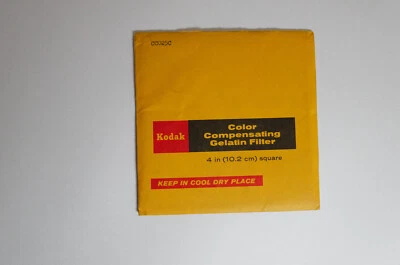 Kodak
Color
Compensating
Gelatin Filter
4 in (10.2 cm) square
KEEP IN COOL DRY PLACE